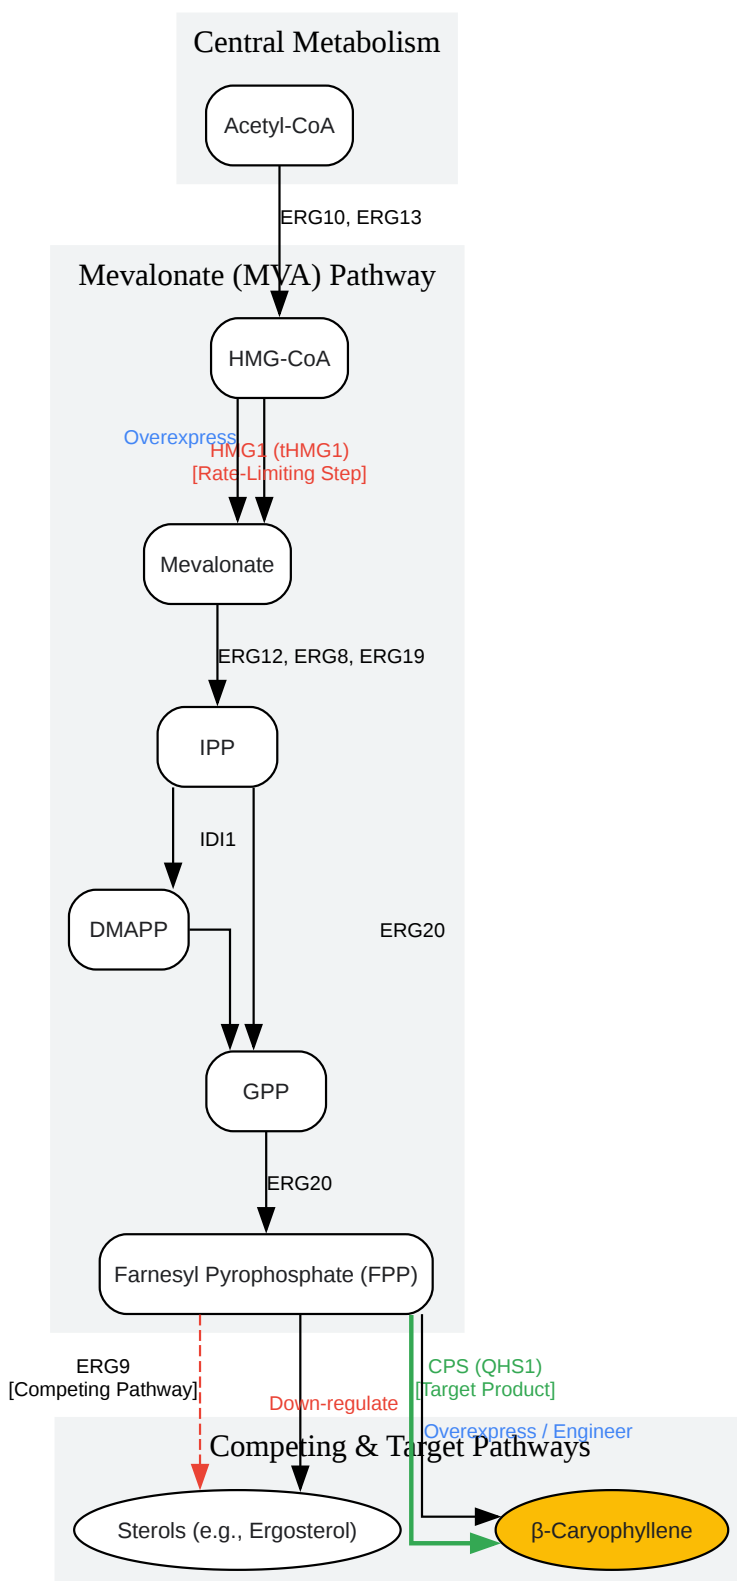 Central Metabolism
Acetyl-CoA
ERG10, ERG13
Mevalonate (MVA) Pathway
HMG-CoA
Overexpress
HMG1 (tHMG1)
[Rate-Limiting Step]
Mevalonate
ERG12, ERG8, ERG19
IPP
IDI1
DMAPP
ERG20
GPP
ERG20
Farnesyl Pyrophosphate (FPP)
ERG9
[Competing Pathway]
CPS (QHS1)
[Target Product]
Down-regulate
Overexpress / Engineer
Competing & Target Pathways
Sterols (e.g., Ergosterol)
β-Caryophyllene